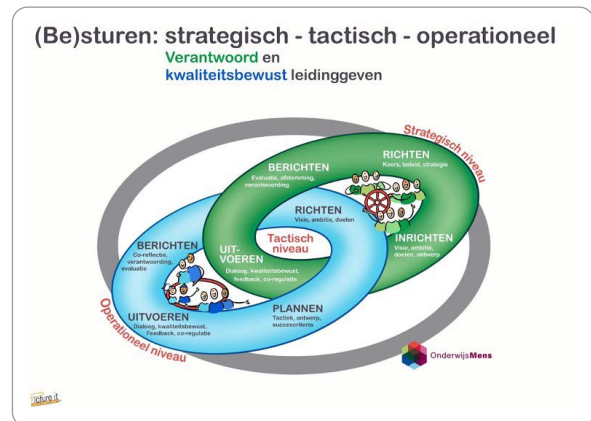 (Be)sturen: strategisch - tactisch - operationeel
Verantwoord en
kwaliteitsbewust leidinggeven
Strategisch niveau
BERICHTEN
Evaluatie, afstemming,
verantwoording
RICHTEN
Koers, beleid, strategie
RICHTEN
Visie, ambitie, doelen
INRICHTEN
Visie, ambitie,
doelen, ontwerp
BERICHTEN
Co-reflectie,
verantwoording,
evaluatie
UIT-
VOEREN
Dialoog, kwaliteitsbewust,
feedback, co-regulatie
Tactisch
niveau
UITVOEREN
Dialoog, kwaliteitsbewust,
Feedback, co-regulatie
PLANNEN
Tactiek, ontwerp,
succescriteria
Operationeel niveau
OnderwijsMens